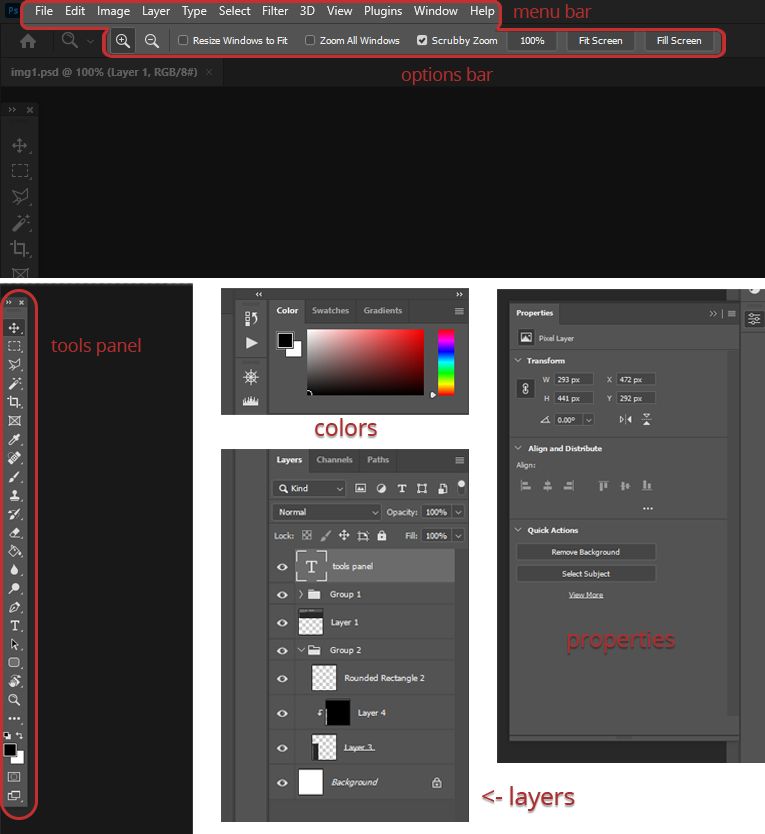 Ps File Edit Image Layer Type Select Filter 3D View Plugins Window Help menu bar
Resize Windows to Fit Zoom All Windows Scrubby Zoom 100% Fit Screen Fill Screen
options bar
img1.psd @ 100% (Layer 1, RGB/8#) ×
tools panel
Color Swatches Gradients
colors
Layers Channels Paths
Kind
Normal Opacity: 100%
Lock: Fill: 100%
T tools panel
Group 1
Layer 1
Group 2
Rounded Rectangle 2
Layer 4
Layer 3
Background
<- layers
Properties
Pixel Layer
Transform
W 293 px X 472 px
H 441 px Y 292 px
0.00°
Align and Distribute
Align:
Quick Actions
Remove Background
Select Subject
View More
properties